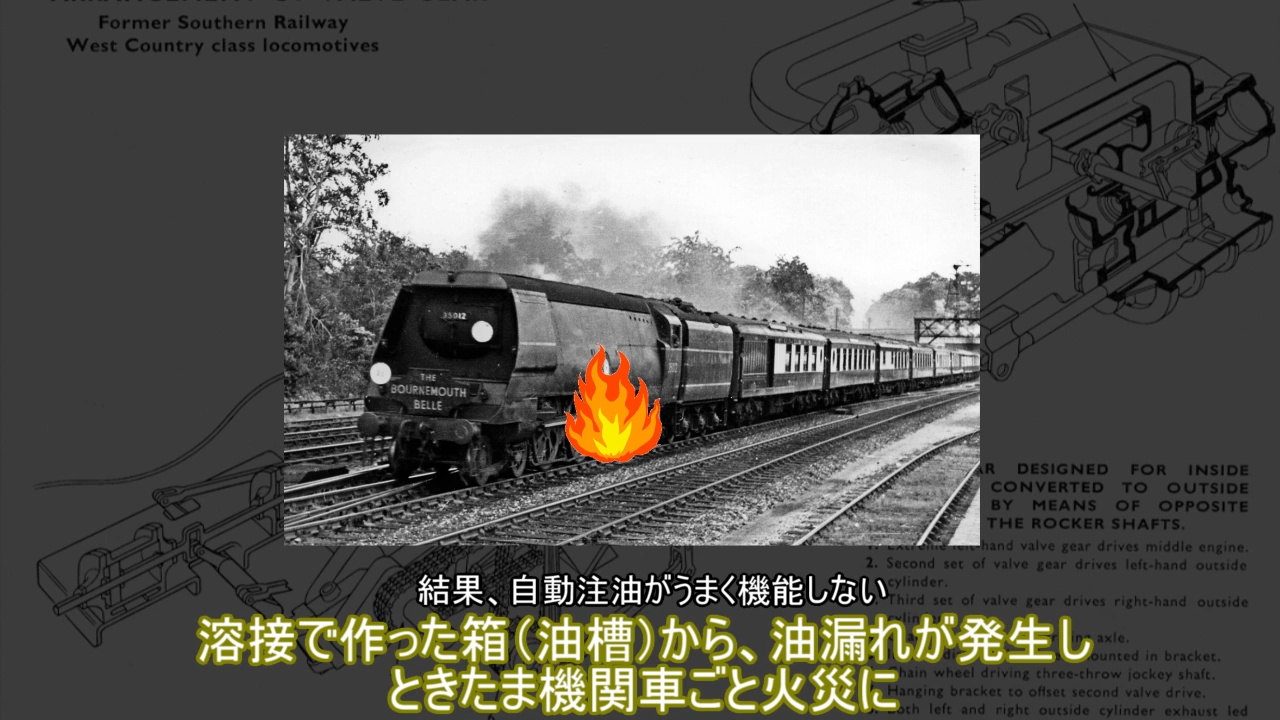 ARRANGEMENT OF VALVE GEAR
Former Southern Railway
West Country class locomotives
35012
THE
BOURNEMOUTH
BELLE
DESIGNED FOR INSIDE
CONVERTED TO OUTSIDE
BY MEANS OF OPPOSITE
THE ROCKER SHAFTS.
1. Extreme left-hand valve gear drives middle engine.
2. Second set of valve gear drives left-hand outside
cylinder.
Third set of valve gear drives right-hand outside
axle.
mounted in bracket.
Chain wheel driving three-throw jockey shaft.
Hanging bracket to offset second valve drive.
Both left and right outside cylinder exhaust led
結果、自動注油がうまく機能しない
溶接で作った箱（油槽）から、油漏れが発生し
ときたま機関車ごと火災に